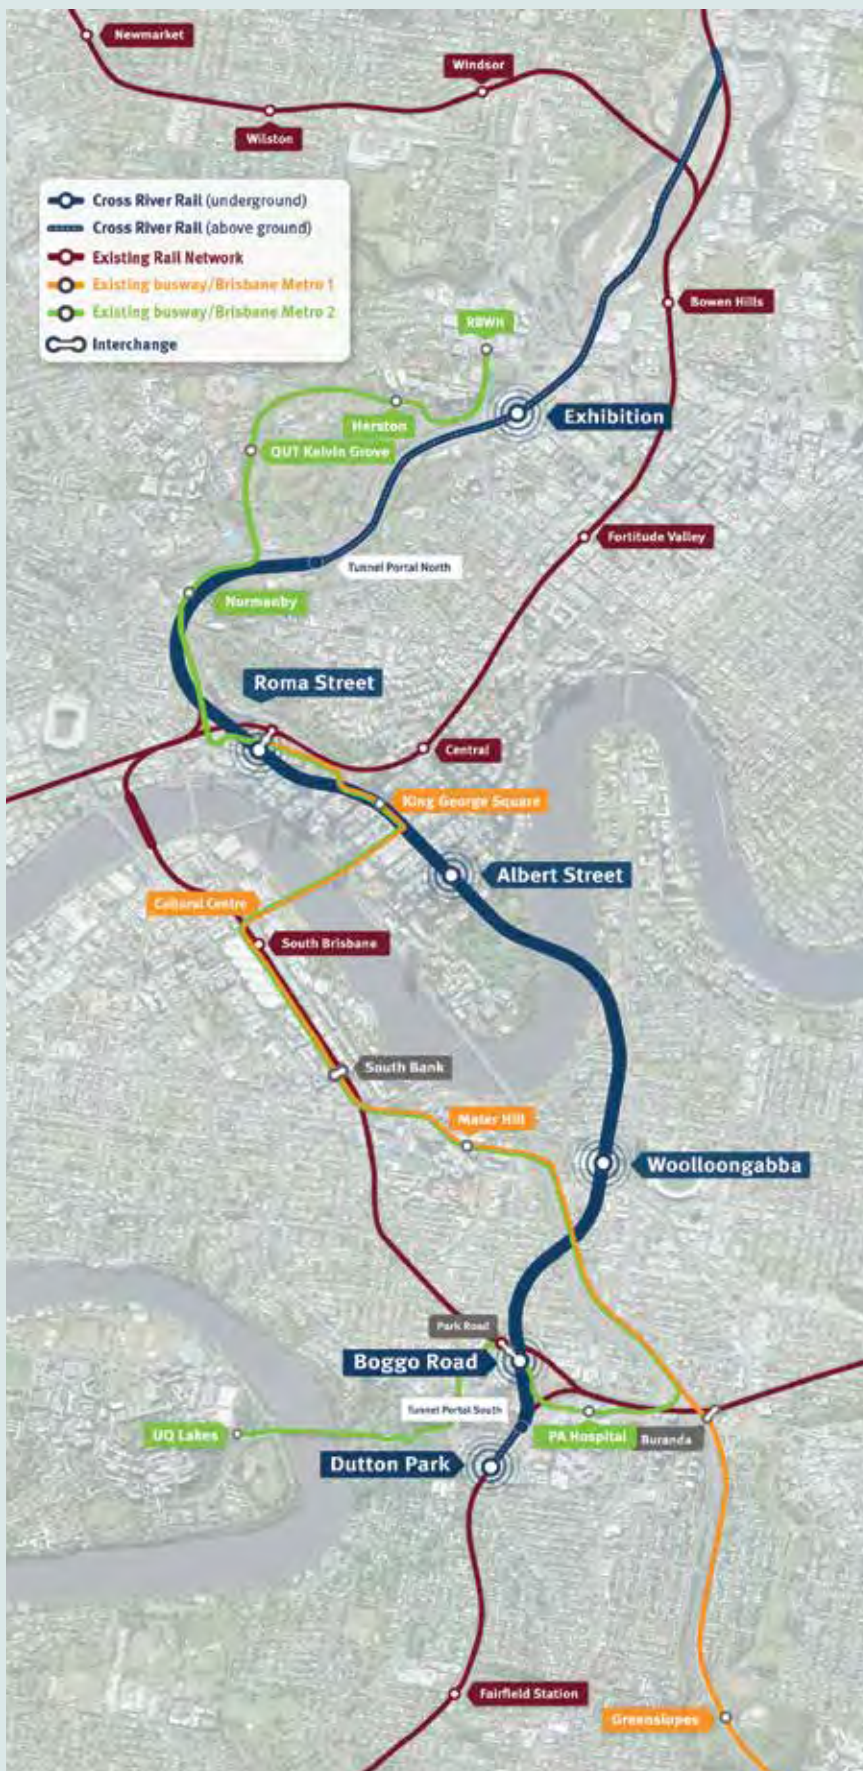 Newmarket
Windsor
Wilston
Cross River Rail (underground)
Cross River Rail (above ground)
Existing Rail Network
Existing busway/Brisbane Metro 1
Existing busway/Brisbane Metro 2
Interchange
Bowen Hills
RBWH
Herston
Exhibition
QUT Kelvin Grove
Fortitude Valley
Tunnel Portal North
Normanby
Roma Street
Central
King George Square
Albert Street
Cultural Centre
South Brisbane
South Bank
Mater Hill
Woolloongabba
Park Road
Boggo Road
Tunnel Portal South
UQ Lakes
PA Hospital
Buranda
Dutton Park
Fairfield Station
Greenslopes